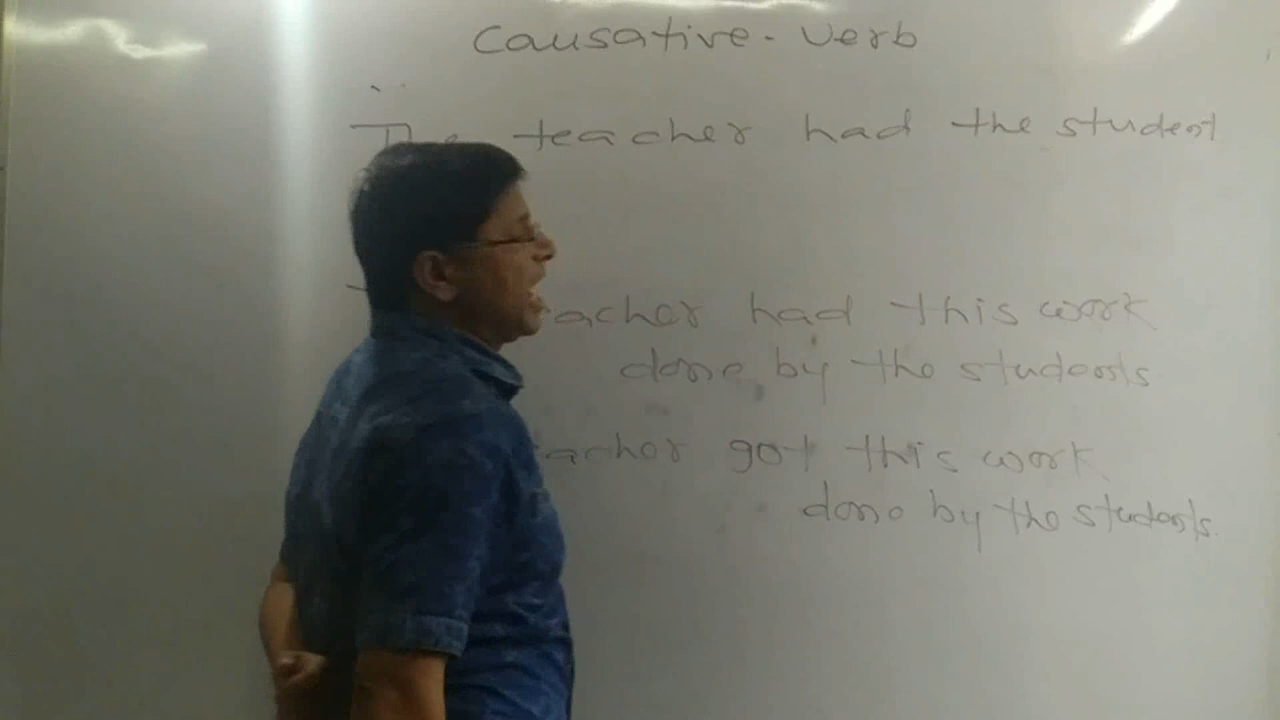 Causative - Verb
The teacher had the student
acher had this work
done by the students
acher got this work
done by the students.